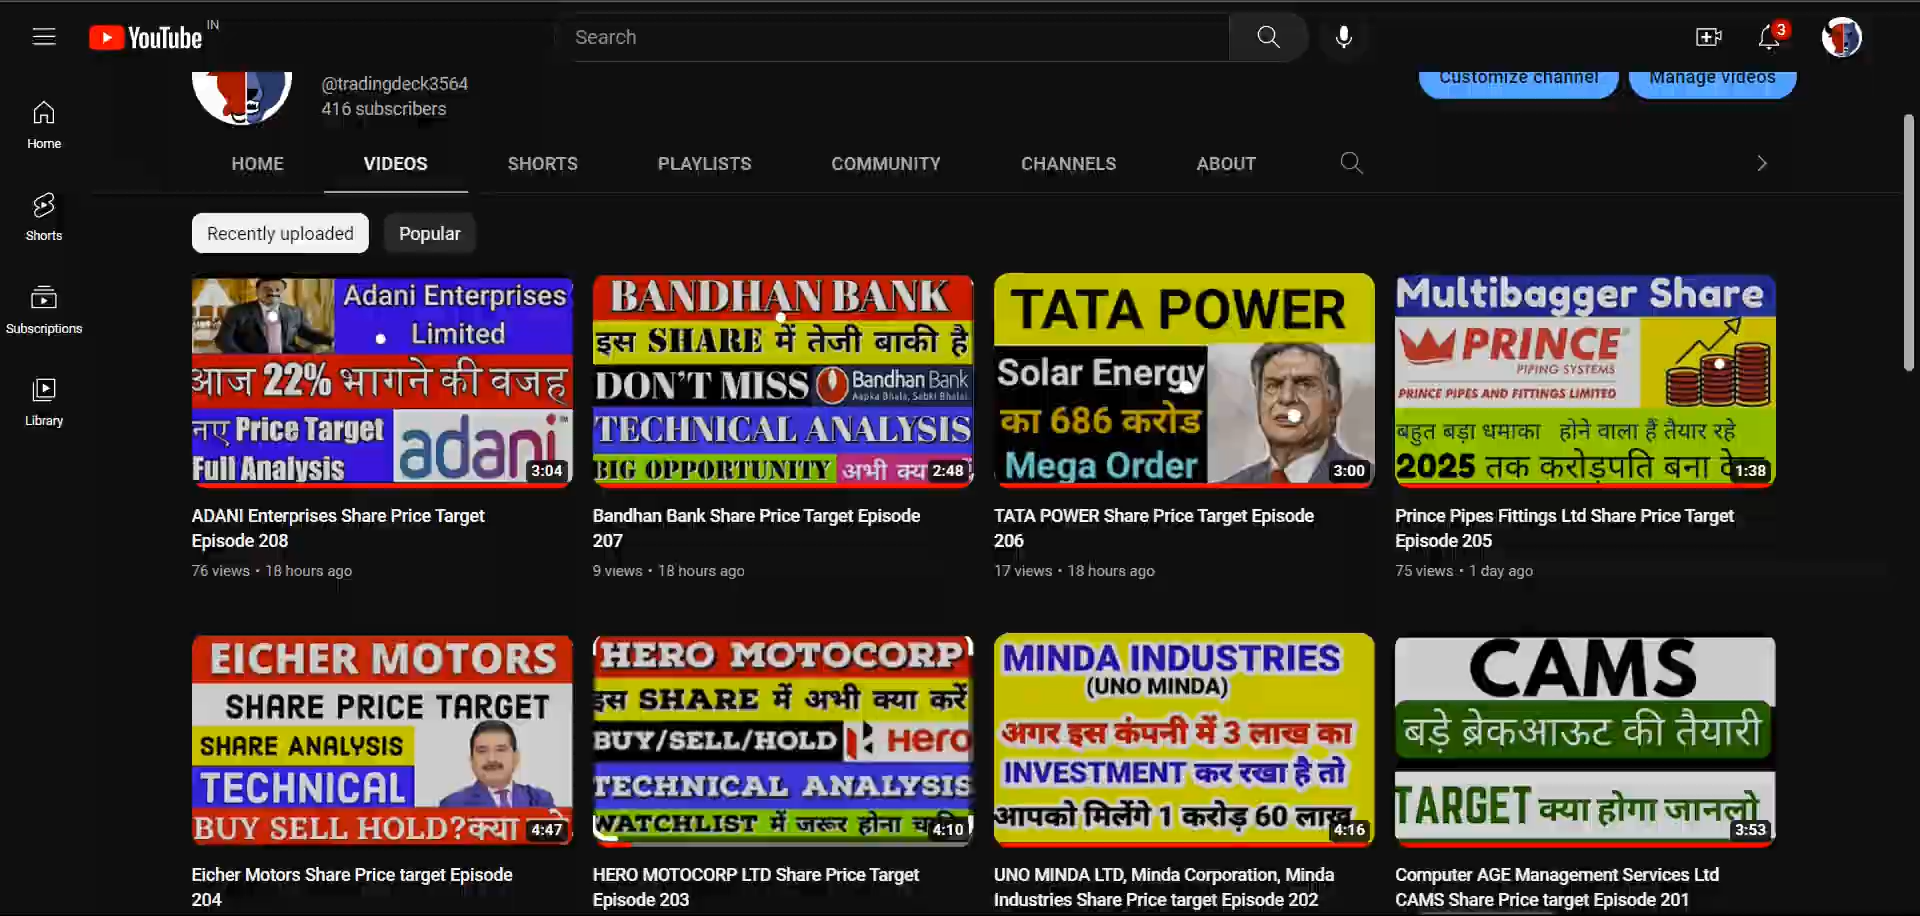 YouTube IN
Search
3
@tradingdeck3564
416 subscribers
Customize channel
Manage videos
Home
Shorts
Subscriptions
Library
HOME
VIDEOS
SHORTS
PLAYLISTS
COMMUNITY
CHANNELS
ABOUT
Recently uploaded
Popular
Adani Enterprises
Limited
आज 22% भागने की वजह
नए Price Target
Full Analysis
adani
3:04
ADANI Enterprises Share Price Target
Episode 208
76 views • 18 hours ago
BANDHAN BANK
इस SHARE में तेजी बाकी है
DON'T MISS
Bandhan Bank
Aapka Bhala, Sabki Bhalai.
TECHNICAL ANALYSIS
BIG OPPORTUNITY अभी
2:48
Bandhan Bank Share Price Target Episode
207
9 views • 18 hours ago
TATA POWER
Solar Energy
का 686 करोड
Mega Order
3:00
TATA POWER Share Price Target Episode
206
17 views • 18 hours ago
Multibagger Share
PRINCE
PIPING SYSTEMS
PRINCE PIPES AND FITTINGS LIMITED
बहुत बड़ा धमाका होने वाला हैं तैयार रहे
2025 तक करोड़पति बना
1:38
Prince Pipes Fittings Ltd Share Price Target
Episode 205
75 views • 1 day ago
EICHER MOTORS
SHARE PRICE TARGET
SHARE ANALYSIS
TECHNICAL
BUY SELL HOLD?क्या
4:47
Eicher Motors Share Price target Episode
204
HERO MOTOCORP
इस SHARE में अभी क्या करें
BUY/SELL/HOLD
Hero
TECHNICAL ANALYSIS
WATCHLIST में जरूर होना
4:10
HERO MOTOCORP LTD Share Price Target
Episode 203
MINDA INDUSTRIES
(UNO MINDA)
अगर इस कंपनी में 3 लाख का
INVESTMENT कर रखा है तो
आपको मिलेंगे 1 करोड़ 60 लाख
4:16
UNO MINDA LTD, Minda Corporation, Minda
Industries Share Price target Episode 202
CAMS
बड़े ब्रेकआऊट की तैयारी
TARGET क्या होगा जानलो
3:53
Computer AGE Management Services Ltd
CAMS Share Price target Episode 201